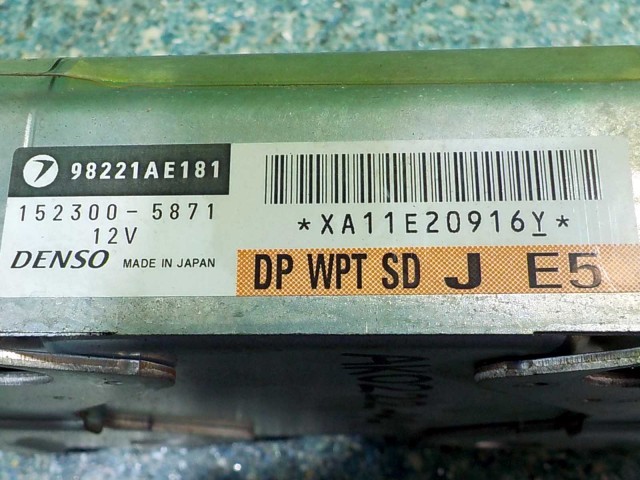 98221AE181
152300-5871
12V
DENSO MADE IN JAPAN
*XA11E20916Y*
DP WPT SD J E5